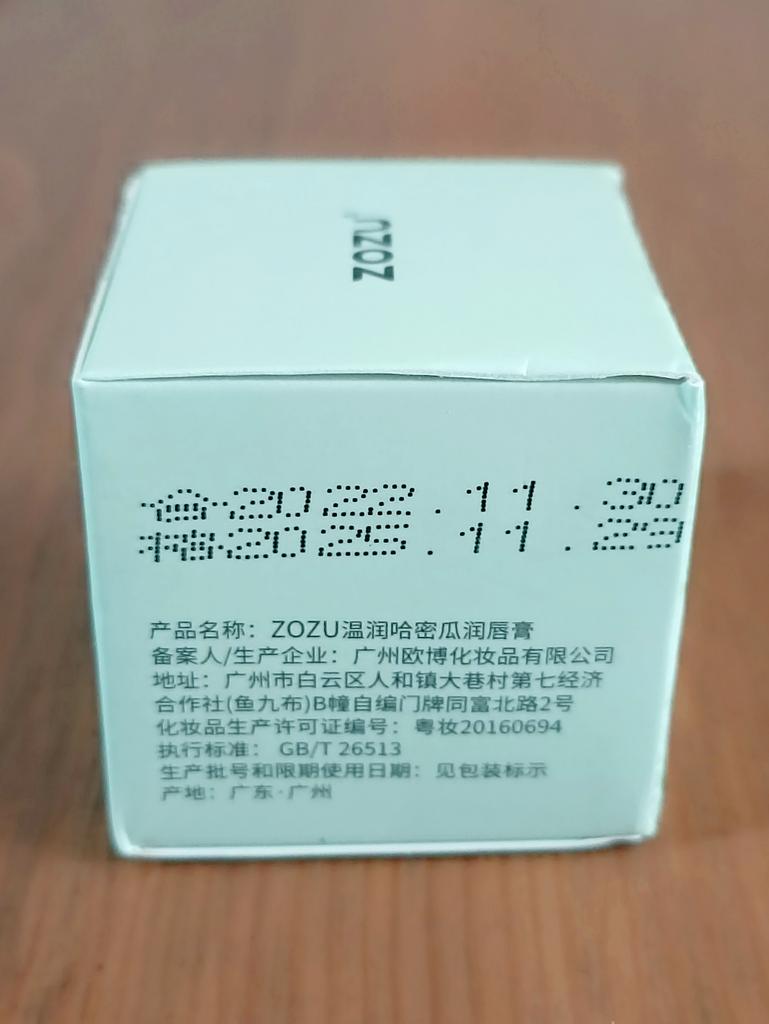 ZOZU
合2022.11.30
2025.11.29
产品名称：ZOZU温润哈密瓜润唇膏
备案人/生产企业：广州欧博化妆品有限公司
地址：广州市白云区人和镇大巷村第七经济
合作社(鱼九布)B幢自编门牌同富北路2号
化妆品生产许可证编号：粤妆20160694
执行标准：GB/T 26513
生产批号和限期使用日期：见包装标示
产地：广东·广州